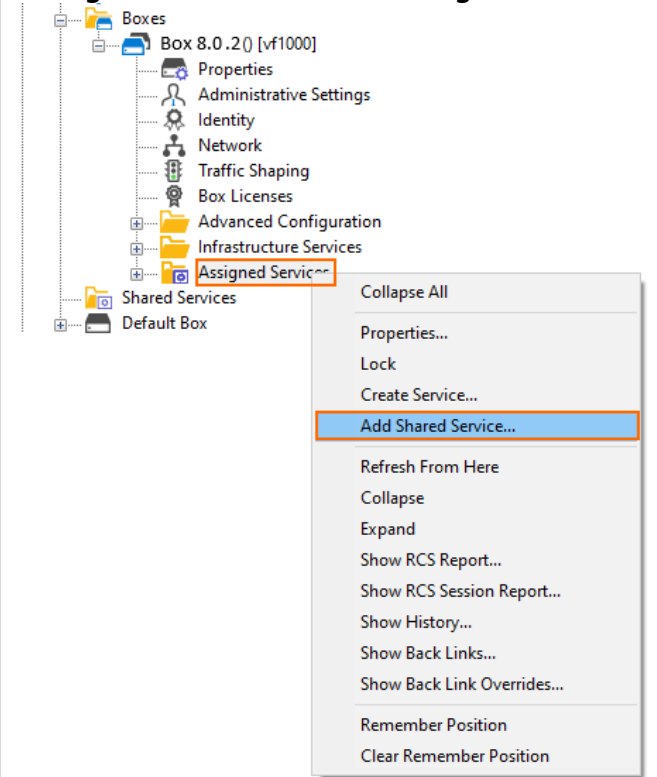 Boxes
Box 8.0.2() [vf1000]
Properties
Administrative Settings
Identity
Network
Traffic Shaping
Box Licenses
Advanced Configuration
Infrastructure Services
Assigned Services
Shared Services
Default Box
Collapse All
Properties...
Lock
Create Service...
Add Shared Service...
Refresh From Here
Collapse
Expand
Show RCS Report...
Show RCS Session Report...
Show History...
Show Back Links...
Show Back Link Overrides...
Remember Position
Clear Remember Position